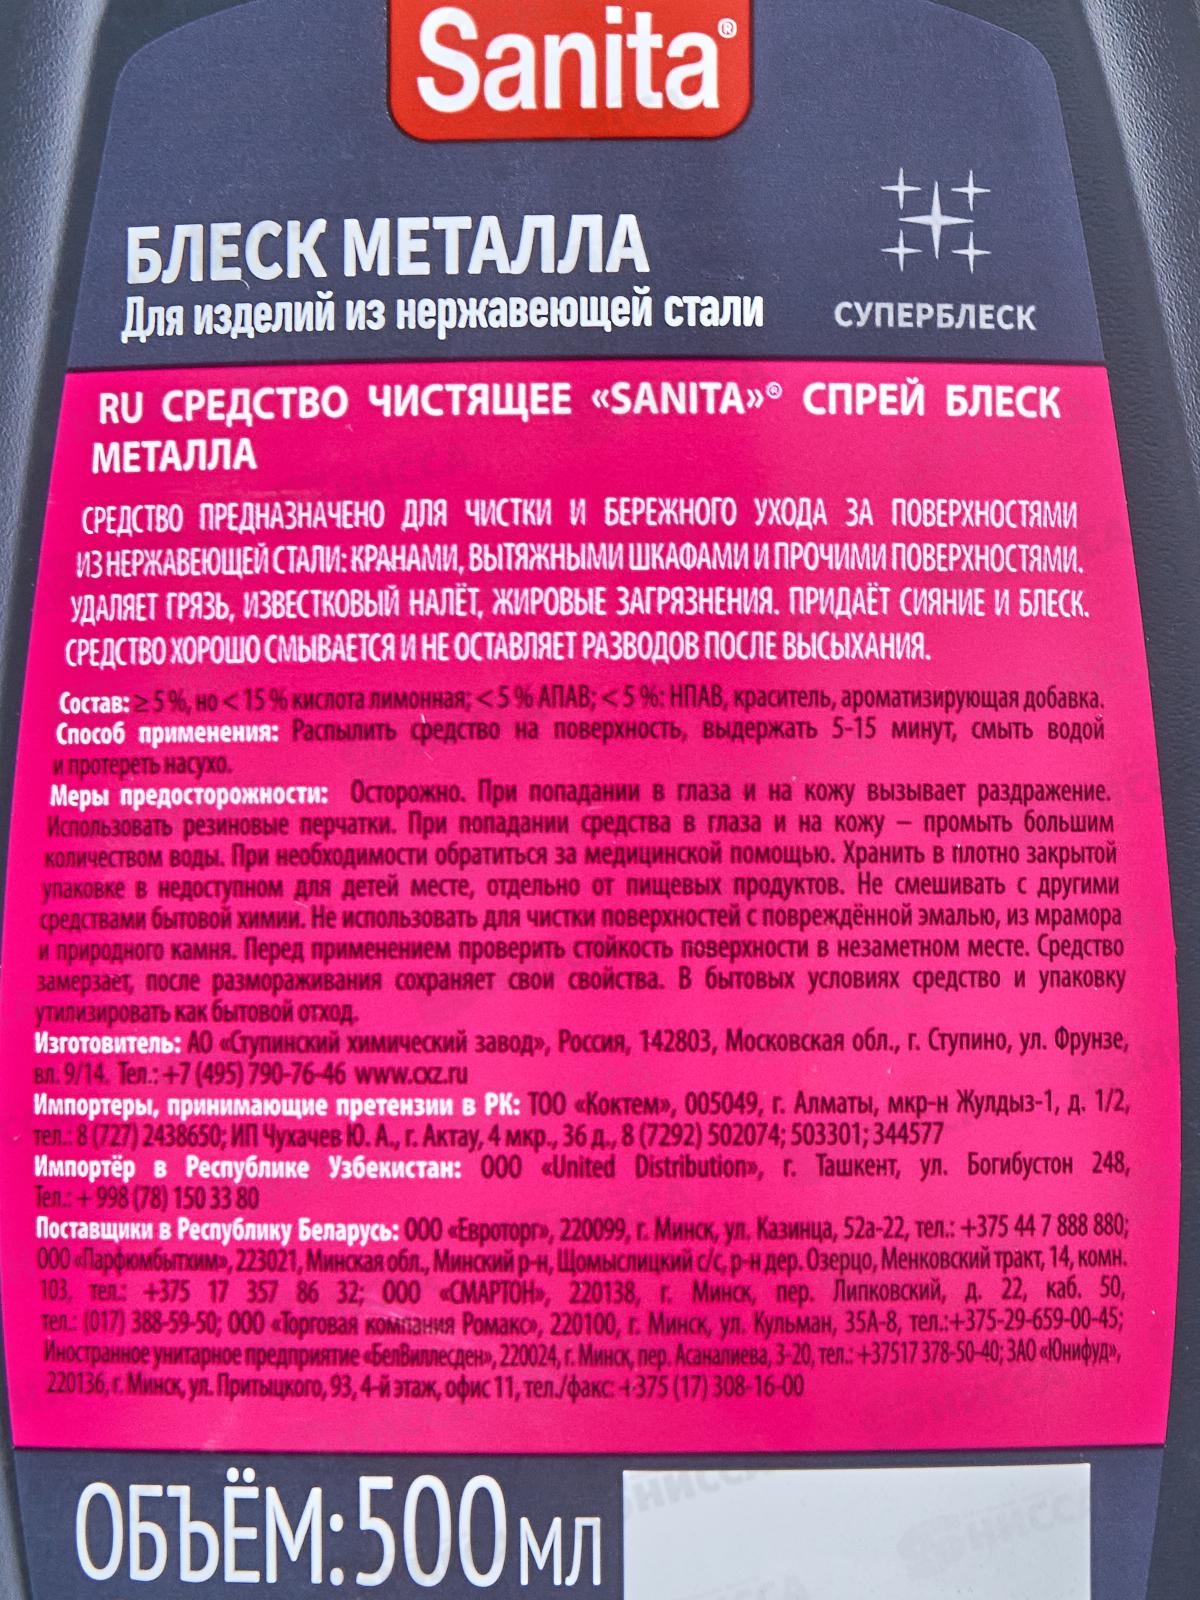 Sanita®
БЛЕСК МЕТАЛЛА
Для изделий из нержавеющей стали
СУПЕРБЛЕСК
RU СРЕДСТВО ЧИСТЯЩЕЕ «SANITA»® СПРЕЙ БЛЕСК
МЕТАЛЛА
СРЕДСТВО ПРЕДНАЗНАЧЕНО ДЛЯ ЧИСТКИ И БЕРЕЖНОГО УХОДА ЗА ПОВЕРХНОСТЯМИ
ИЗ НЕРЖАВЕЮЩЕЙ СТАЛИ: КРАНАМИ, ВЫТЯЖНЫМИ ШКАФАМИ И ПРОЧИМИ ПОВЕРХНОСТЯМИ.
УДАЛЯЕТ ГРЯЗЬ, ИЗВЕСТКОВЫЙ НАЛЁТ, ЖИРОВЫЕ ЗАГРЯЗНЕНИЯ. ПРИДАЁТ СИЯНИЕ И БЛЕСК.
СРЕДСТВО ХОРОШО СМЫВАЕТСЯ И НЕ ОСТАВЛЯЕТ РАЗВОДОВ ПОСЛЕ ВЫСЫХАНИЯ.
Состав: ≥ 5 %, но < 15 % кислота лимонная; < 5 % АПАВ; < 5 %: НПАВ, краситель, ароматизирующая добавка.
Способ применения: Распылить средство на поверхность, выдержать 5-15 минут, смыть водой
и протереть насухо.
Меры предосторожности: Осторожно. При попадании в глаза и на кожу вызывает раздражение.
Использовать резиновые перчатки. При попадании средства в глаза и на кожу – промыть большим
количеством воды. При необходимости обратиться за медицинской помощью. Хранить в плотно закрытой
упаковке в недоступном для детей месте, отдельно от пищевых продуктов. Не смешивать с другими
средствами бытовой химии. Не использовать для чистки поверхностей с повреждённой эмалью, из мрамора
и природного камня. Перед применением проверить стойкость поверхности в незаметном месте. Средство
замерзает, после размораживания сохраняет свои свойства. В бытовых условиях средство и упаковку
утилизировать как бытовой отход.
Изготовитель: АО «Ступинский химический завод», Россия, 142803, Московская обл., г. Ступино, ул. Фрунзе,
вл. 9/14. Тел.: +7 (495) 790-76-46 www.cxz.ru
Импортеры, принимающие претензии в РК: ТОО «Коктем», 005049, г. Алматы, мкр-н Жулдыз-1, д. 1/2,
тел.: 8 (727) 2438650; ИП Чухачев Ю. А., г. Актау, 4 мкр., 36 д., 8 (7292) 502074; 503301; 344577
Импортёр в Республике Узбекистан: ООО «United Distribution», г. Ташкент, ул. Богибустон 248,
Тел.: + 998 (78) 150 33 80
Поставщики в Республику Беларусь: ООО «Евроторг», 220099, г. Минск, ул. Казинца, 52а-22, тел.: +375 44 7 888 880;
ООО «Парфюмбытхим», 223021, Минская обл., Минский р-н, Щомыслицкий с/с, р-н дер. Озерцо, Менковский тракт, 14, комн.
103, тел.: +375 17 357 86 32; ООО «СМАРТОН», 220138, г. Минск, пер. Липковский, д. 22, каб. 50,
тел.: (017) 388-59-50; ООО «Торговая компания Ромакс», 220100, г. Минск, ул. Кульман, 35А-8, тел.:+375-29-659-00-45;
Иностранное унитарное предприятие «БелВиллесден», 220024, г. Минск, пер. Асаналиева, 3-20, тел.: +37517 378-50-40; ЗАО «Юнифуд»,
220136, г. Минск, ул. Притыцкого, 93, 4-й этаж, офис 11, тел./факс: +375 (17) 308-16-00
ОБЪЁМ: 500 мл